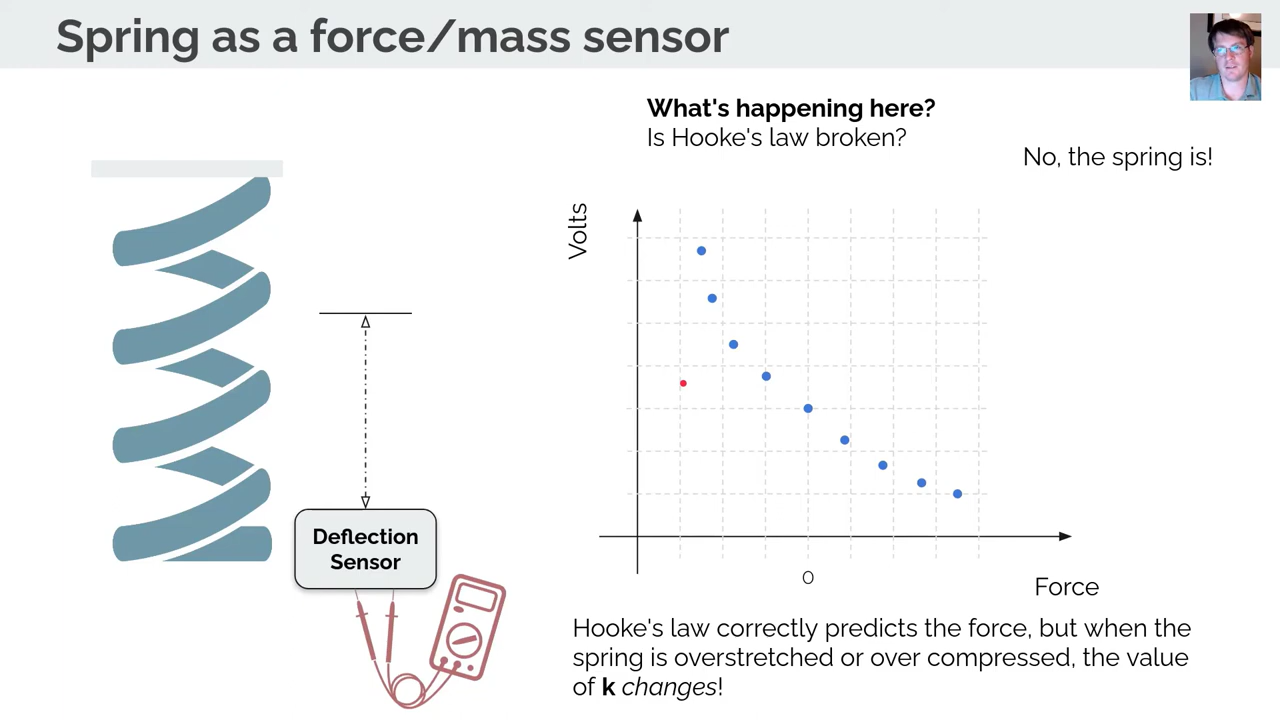 Spring as a force/mass sensor
What's happening here?
Is Hooke's law broken?
No, the spring is!
Volts
Deflection
Sensor
0
Force
Hooke's law correctly predicts the force, but when the
spring is overstretched or over compressed, the value
of k changes!